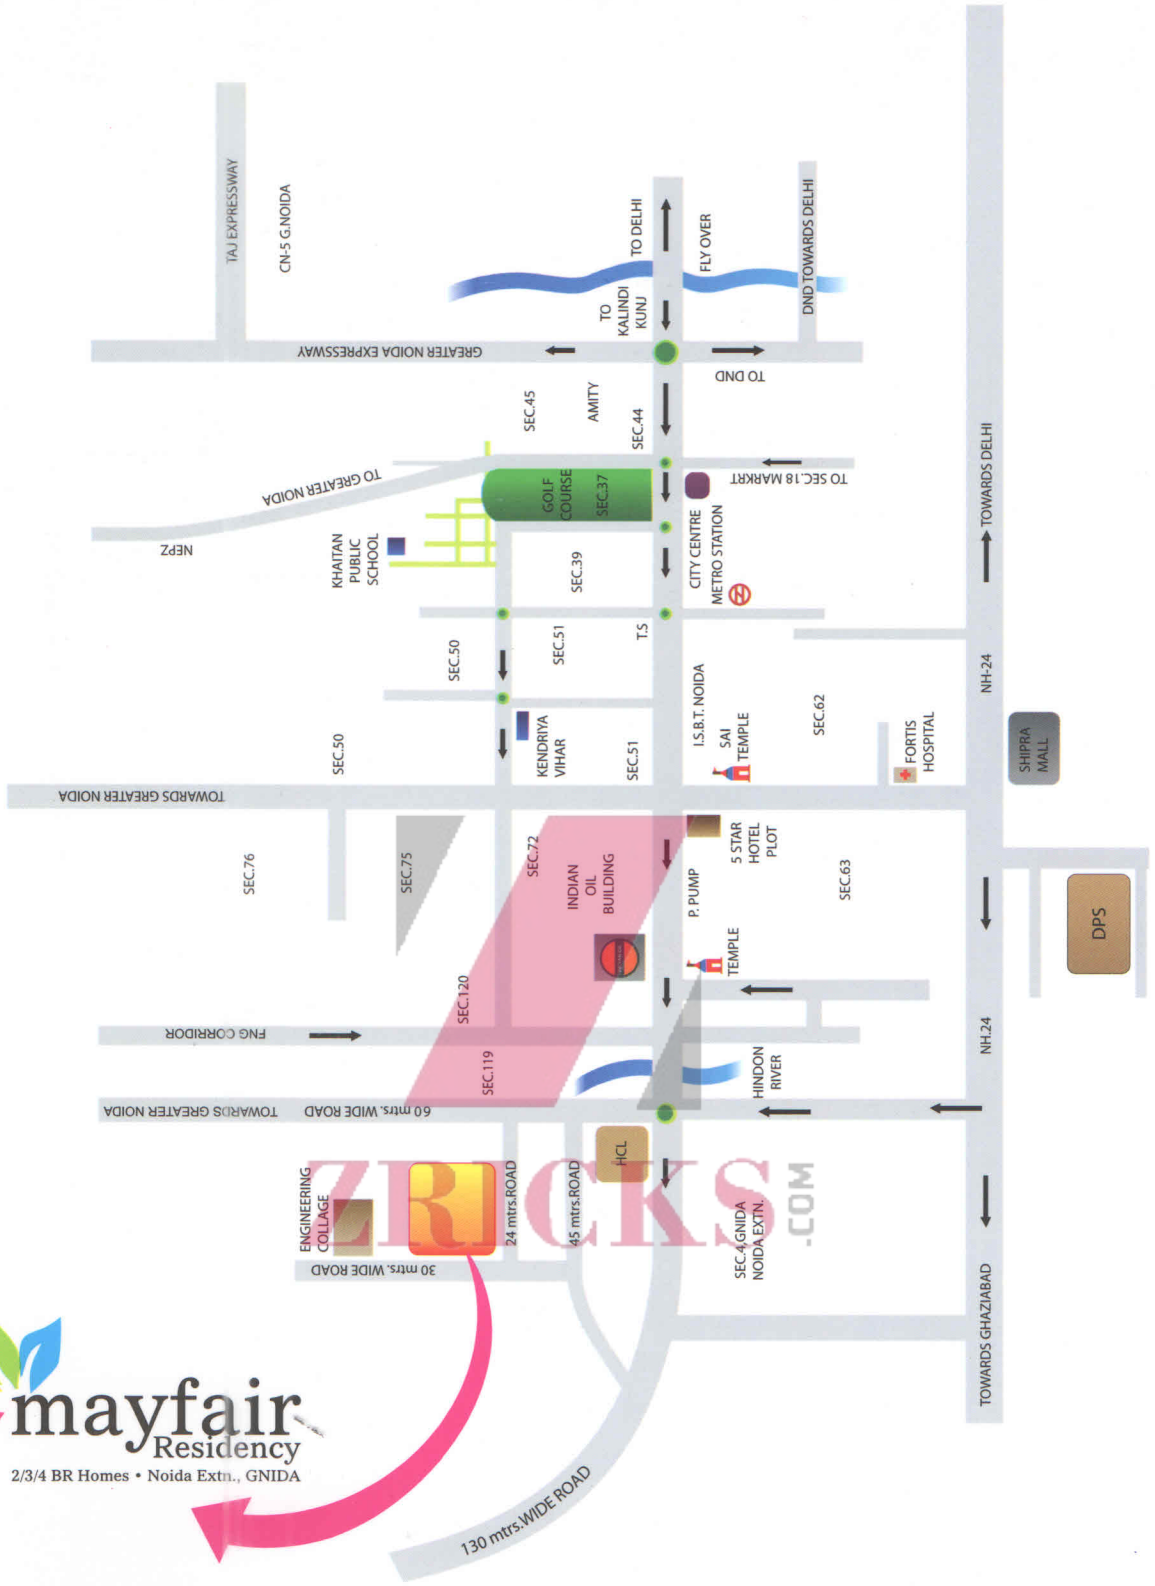 TAJ EXPRESSWAY
CN-5 G.NOIDA
GREATER NOIDA EXPRESSWAY
TO
KALINDI
KUNJ
TO DELHI
FLY OVER
DND TOWARDS DELHI
TO DND
SEC.45
AMITY
SEC.44
TO GREATER NOIDA
NEPZ
KHAITAN
PUBLIC
SCHOOL
GOLF
COURSE
SEC.37
TO SEC.18 MARKRT
CITY CENTRE
METRO STATION
SEC.39
TOWARDS DELHI
SEC.50
SEC.51
T.S
NH-24
SEC.50
KENDRIYA
VIHAR
SEC.51
I.S.B.T. NOIDA
SAI
TEMPLE
SEC.62
FORTIS
HOSPITAL
SHIPRA
MALL
TOWARDS GREATER NOIDA
SEC.76
SEC.75
SEC.72
INDIAN
OIL
BUILDING
5 STAR
HOTEL
PLOT
P. PUMP
SEC.63
TEMPLE
DPS
SEC.120
FNG CORRIDOR
SEC.119
HINDON
RIVER
NH.24
TOWARDS GREATER NOIDA
60 mtrs. WIDE ROAD
ENGINEERING
COLLAGE
24 mtrs.ROAD
45 mtrs.ROAD
HCL
30 mtrs. WIDE ROAD
SEC.4,GNIDA
NOIDA EXTN.
TOWARDS GHAZIABAD
130 mtrs.WIDE ROAD
ZRICKS
.COM
mayfair
Residency
2/3/4 BR Homes • Noida Extn., GNIDA